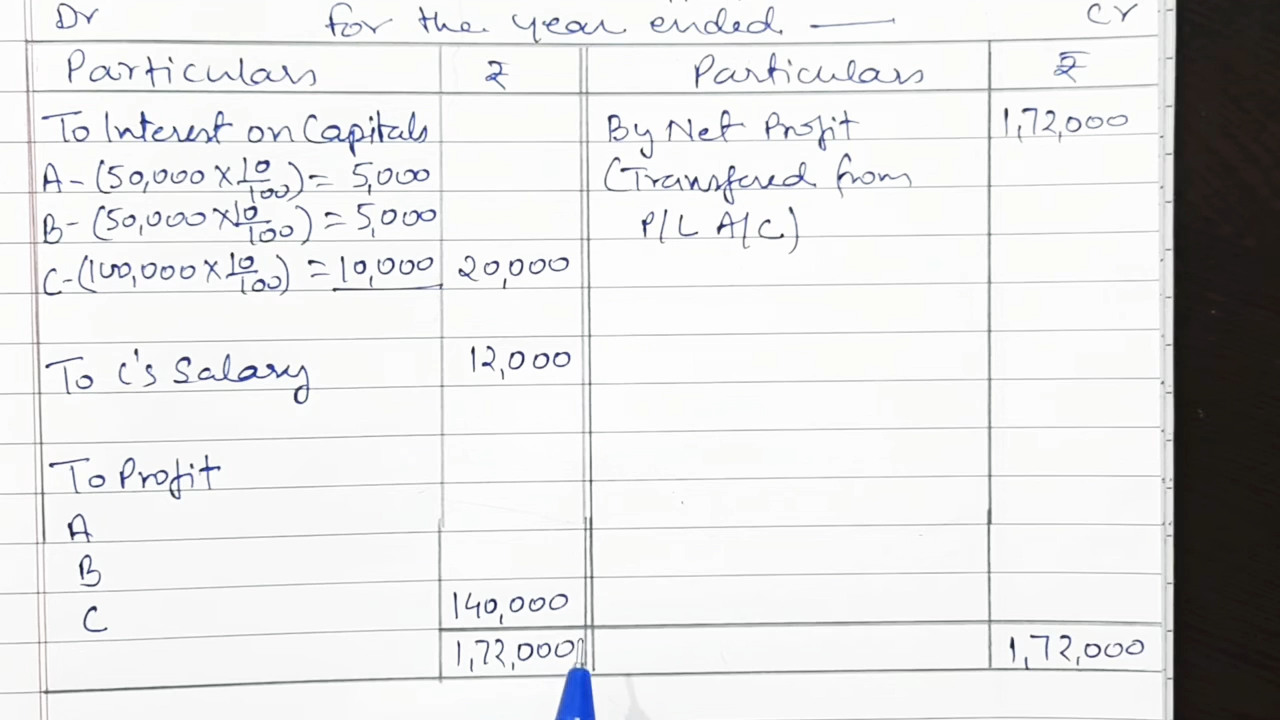 Dr for the year ended Cr
Particulars ₹ Particulars ₹
To Interest on Capitals By Net Profit 1,72,000
A-(50,000×10/100)= 5,000 (Transfered from
B-(50,000×10/100)=5,000 P/L A/C)
C-(100,000×10/100) =10,000 20,000
To C's Salary 12,000
To Profit
A
B
C 140,000
1,72,000 1,72,000